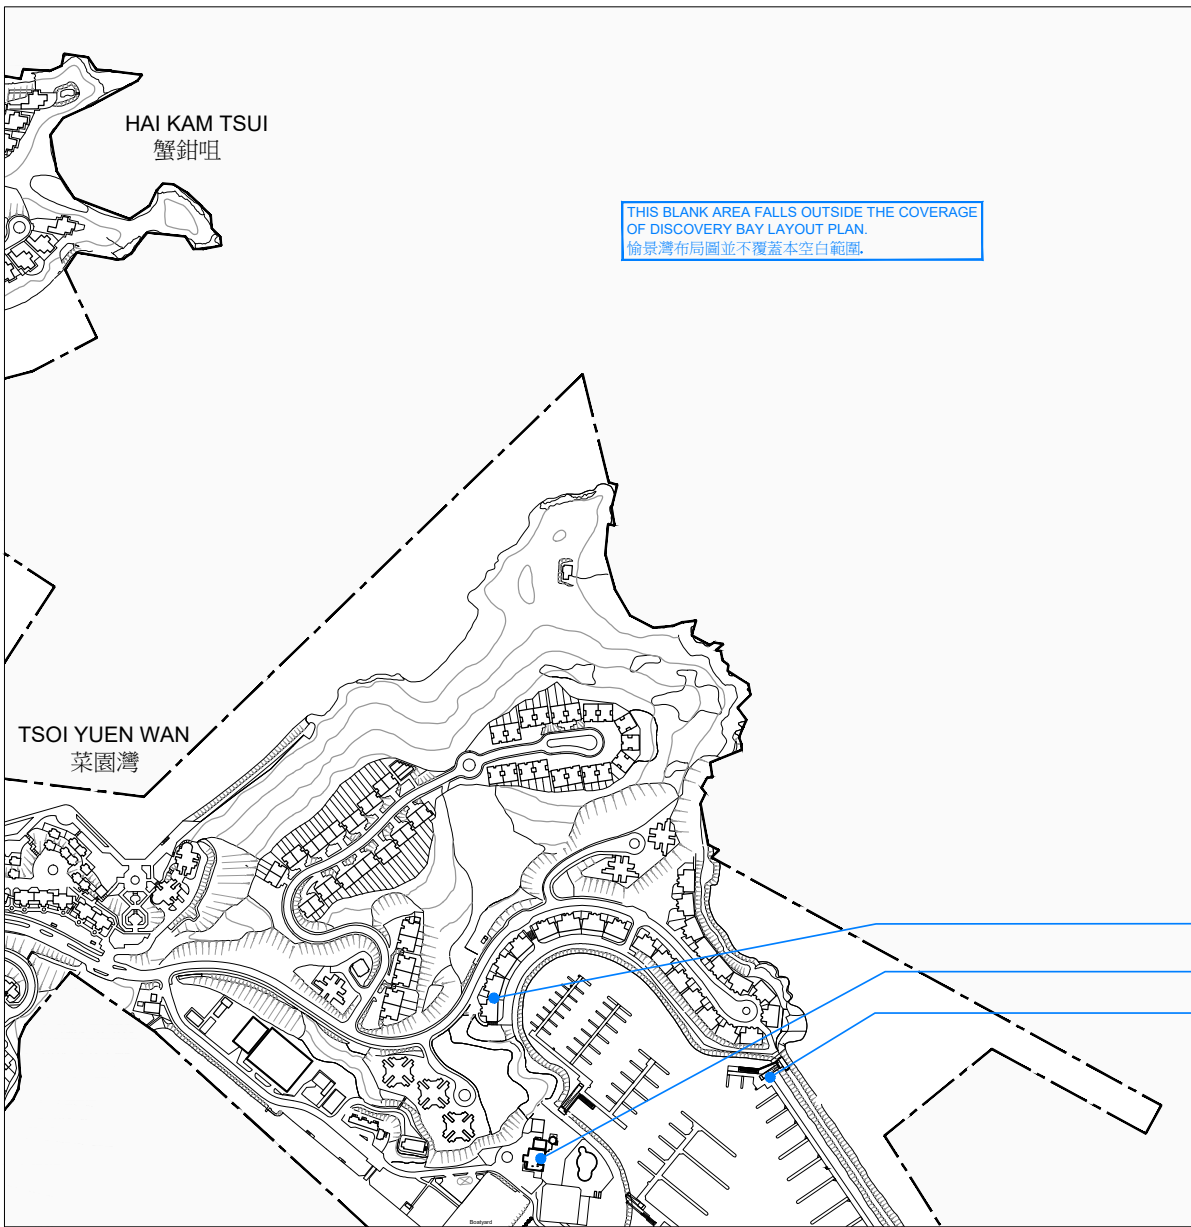 HAI KAM TSUI
蟹鉗咀
THIS BLANK AREA FALLS OUTSIDE THE COVERAGE
OF DISCOVERY BAY LAYOUT PLAN.
愉景灣布局圖並不覆蓋本空白範圍.
TSOI YUEN WAN
菜園灣
Boatyard